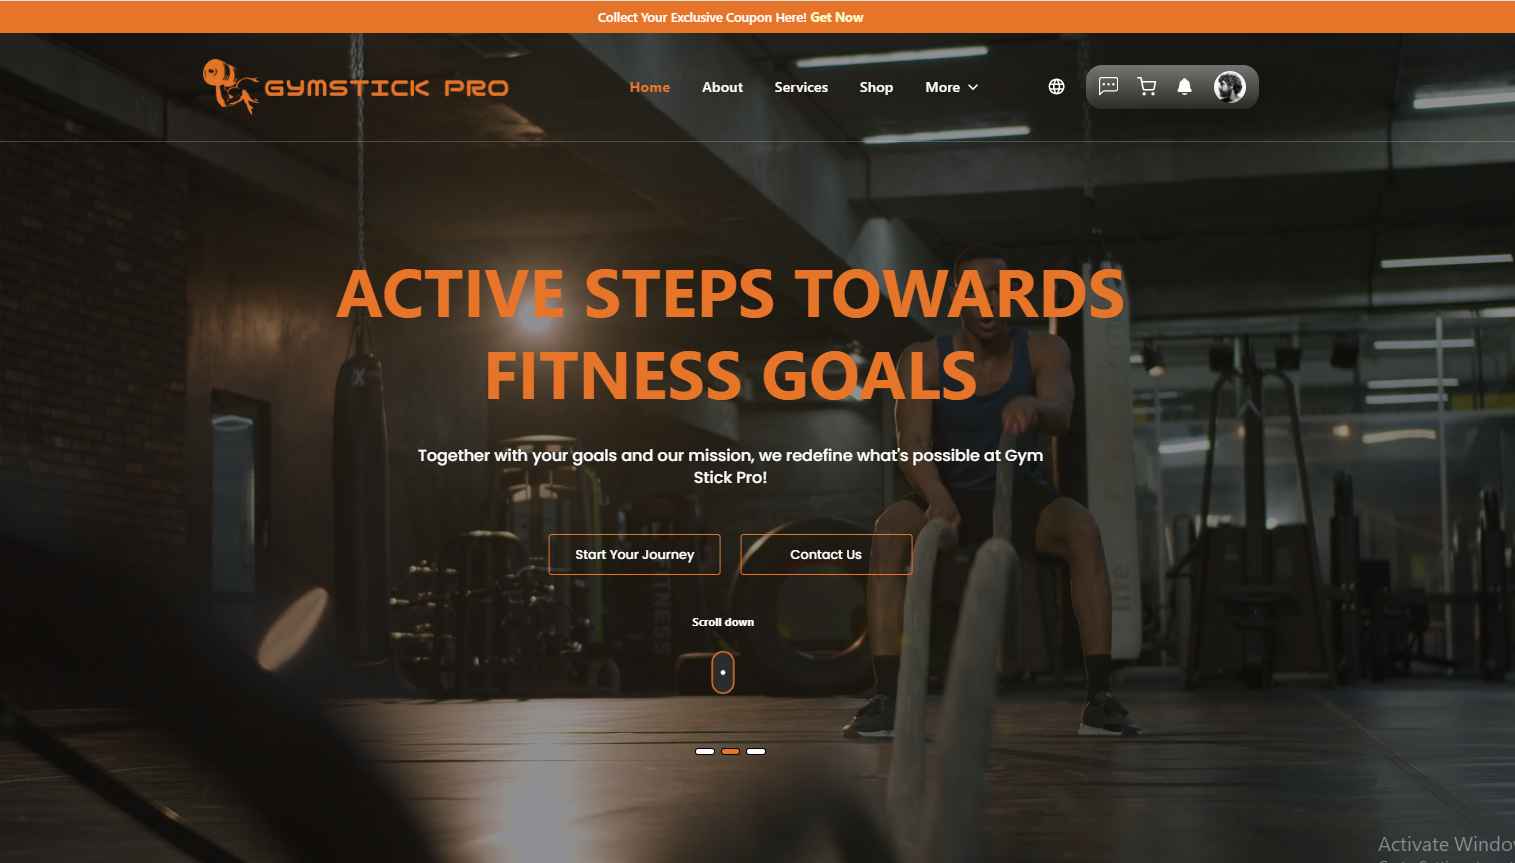 Collect Your Exclusive Coupon Here! Get Now
GYMSTICK PRO
Home About Services Shop More
ACTIVE STEPS TOWARDS
FITNESS GOALS
Together with your goals and our mission, we redefine what's possible at Gym
Stick Pro!
Start Your Journey
Contact Us
FITNESS
Scroll down
Activate Windo